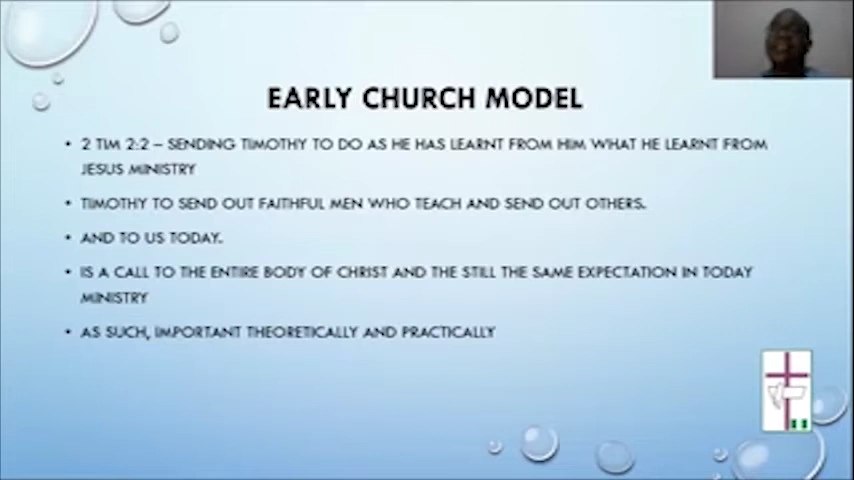 EARLY CHURCH MODEL
• 2 TIM 2:2 – SENDING TIMOTHY TO DO AS HE HAS LEARNT FROM HIM WHAT HE LEARNT FROM
JESUS MINISTRY
• TIMOTHY TO SEND OUT FAITHFUL MEN WHO TEACH AND SEND OUT OTHERS.
• AND TO US TODAY.
• IS A CALL TO THE ENTIRE BODY OF CHRIST AND THE STILL THE SAME EXPECTATION IN TODAY
MINISTRY
• AS SUCH, IMPORTANT THEORETICALLY AND PRACTICALLY